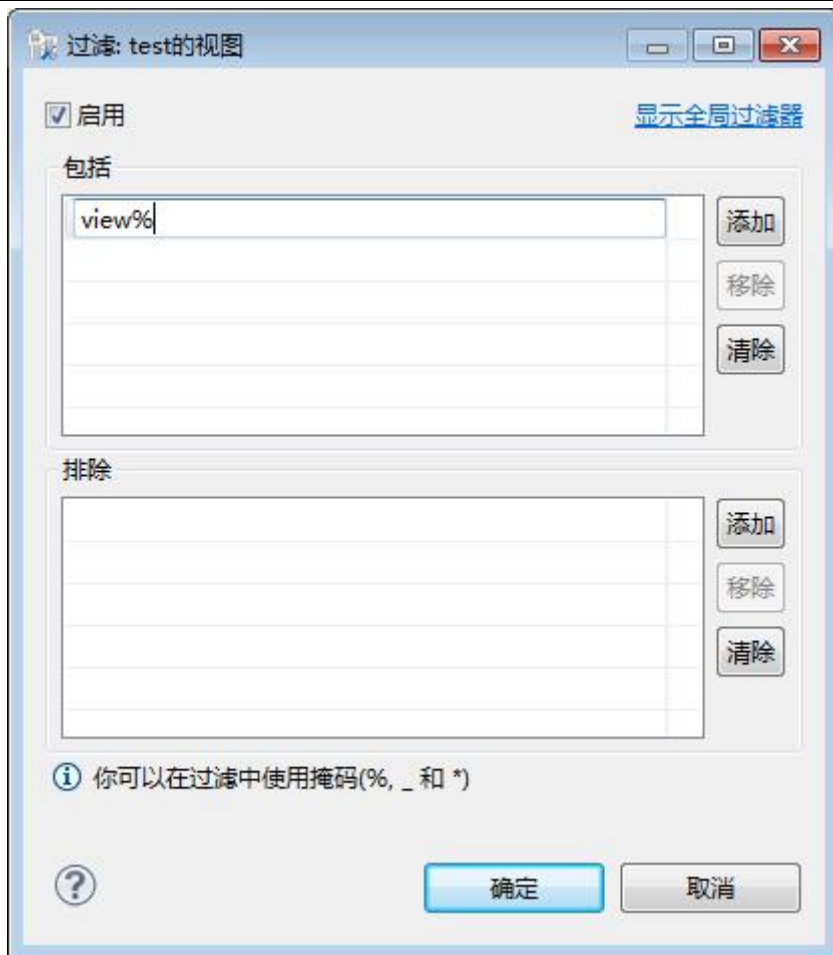 过滤: test的视图
启用
显示全局过滤器
包括
view%
添加
移除
清除
排除
添加
移除
清除
你可以在过滤中使用掩码(%, _ 和 *)
确定
取消